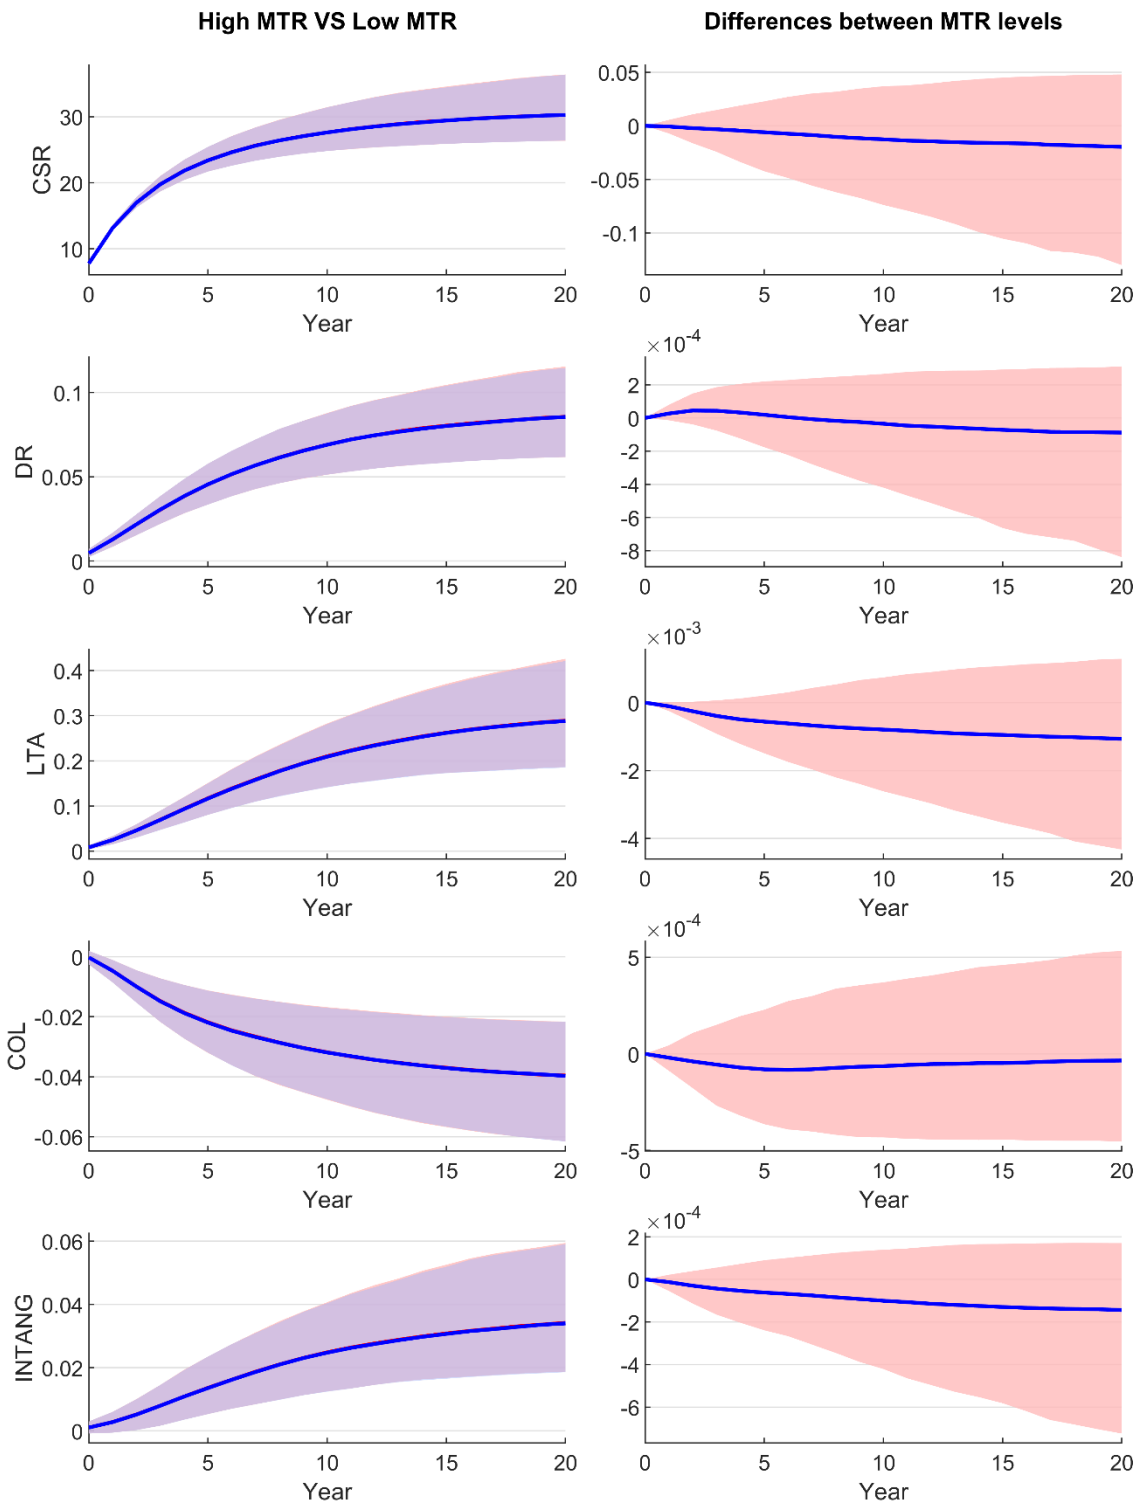 High MTR VS Low MTR
Differences between MTR levels
CSR
30
20
10
0 5 10 15 20
Year
0.05
0
-0.05
-0.1
0 5 10 15 20
Year
DR
0.1
0.05
0
0 5 10 15 20
Year
×10-4
2
0
-2
-4
-6
-8
0 5 10 15 20
Year
LTA
0.4
0.3
0.2
0.1
0
0 5 10 15 20
Year
×10-3
0
-2
-4
0 5 10 15 20
Year
COL
0
-0.02
-0.04
-0.06
0 5 10 15 20
Year
×10-4
5
0
-5
0 5 10 15 20
Year
INTANG
0.06
0.04
0.02
0
0 5 10 15 20
Year
×10-4
2
0
-2
-4
-6
0 5 10 15 20
Year